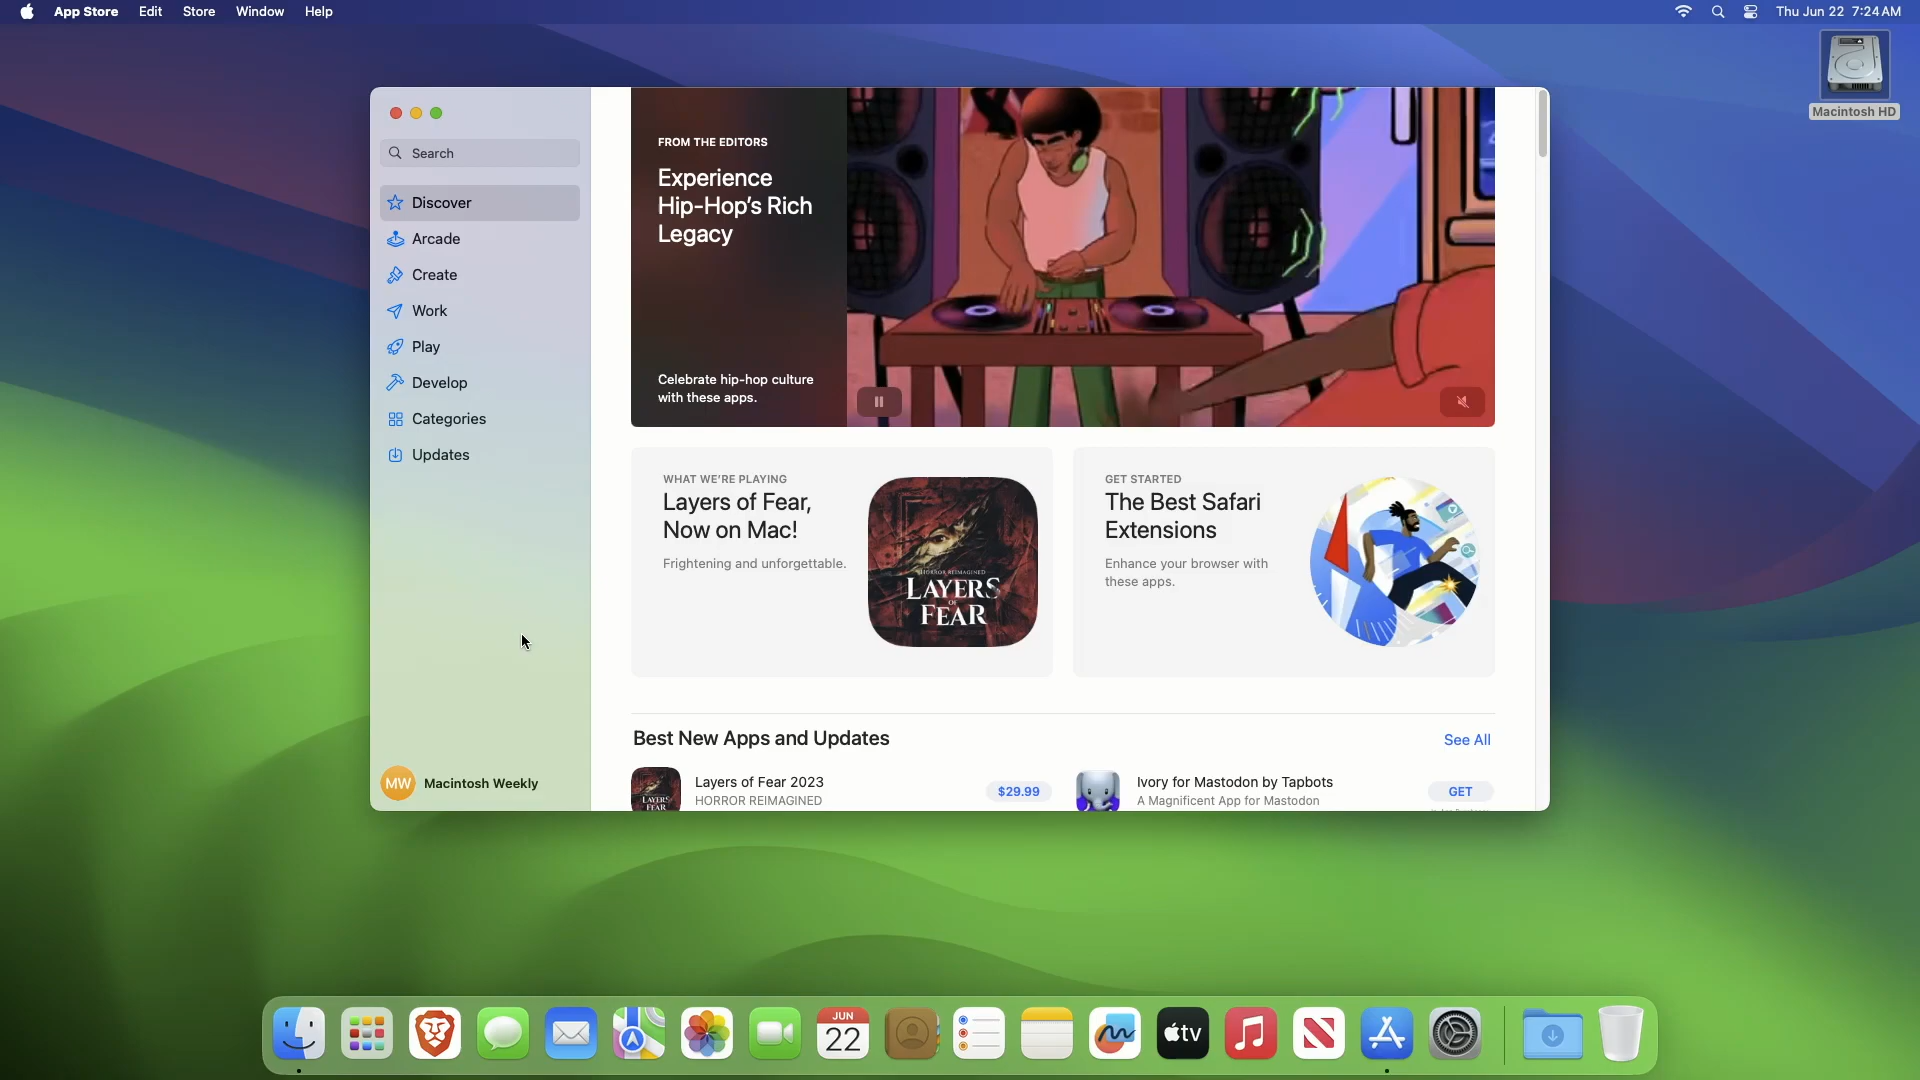 App Store Edit Store Window Help
Thu Jun 22 7:24 AM
Macintosh HD
Search
Discover
Arcade
Create
Work
Play
Develop
Categories
Updates
MW Macintosh Weekly
FROM THE EDITORS
Experience
Hip-Hop's Rich
Legacy
Celebrate hip-hop culture
with these apps.
WHAT WE'RE PLAYING
Layers of Fear,
Now on Mac!
Frightening and unforgettable.
HORROR REIMAGINED
LAYERS
OF
FEAR
GET STARTED
The Best Safari
Extensions
Enhance your browser with
these apps.
Best New Apps and Updates
See All
LAYERS
FEAR
Layers of Fear 2023
HORROR REIMAGINED
$29.99
Ivory for Mastodon by Tapbots
A Magnificent App for Mastodon
GET
JUN
22
tv